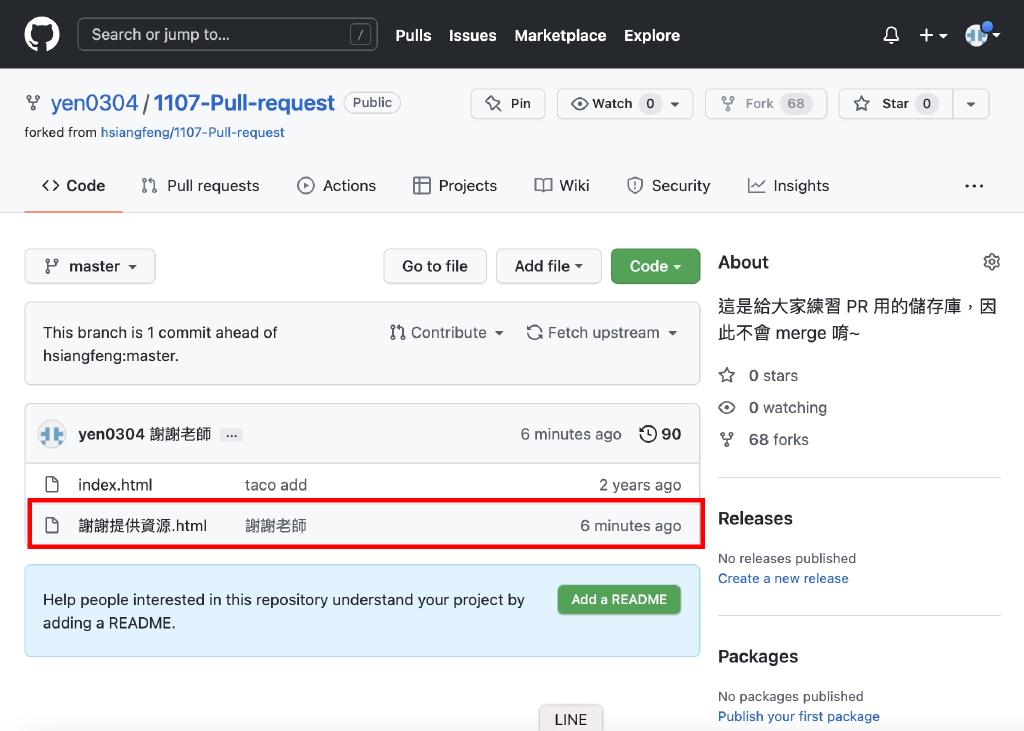 Search or jump to...
/
Pulls
Issues
Marketplace
Explore
yen0304 / 1107-Pull-request
Public
Pin
Watch 0
Fork 68
Star 0
forked from hsiangfeng/1107-Pull-request
Code
Pull requests
Actions
Projects
Wiki
Security
Insights
master
Go to file
Add file
Code
This branch is 1 commit ahead of
hsiangfeng:master.
Contribute
Fetch upstream
yen0304 謝謝老師
6 minutes ago
90
index.html
taco add
2 years ago
謝謝提供資源.html
謝謝老師
6 minutes ago
Help people interested in this repository understand your project by
adding a README.
Add a README
About
這是給大家練習 PR 用的儲存庫，因
此不會 merge 唷~
0 stars
0 watching
68 forks
Releases
No releases published
Create a new release
Packages
No packages published
Publish your first package
LINE